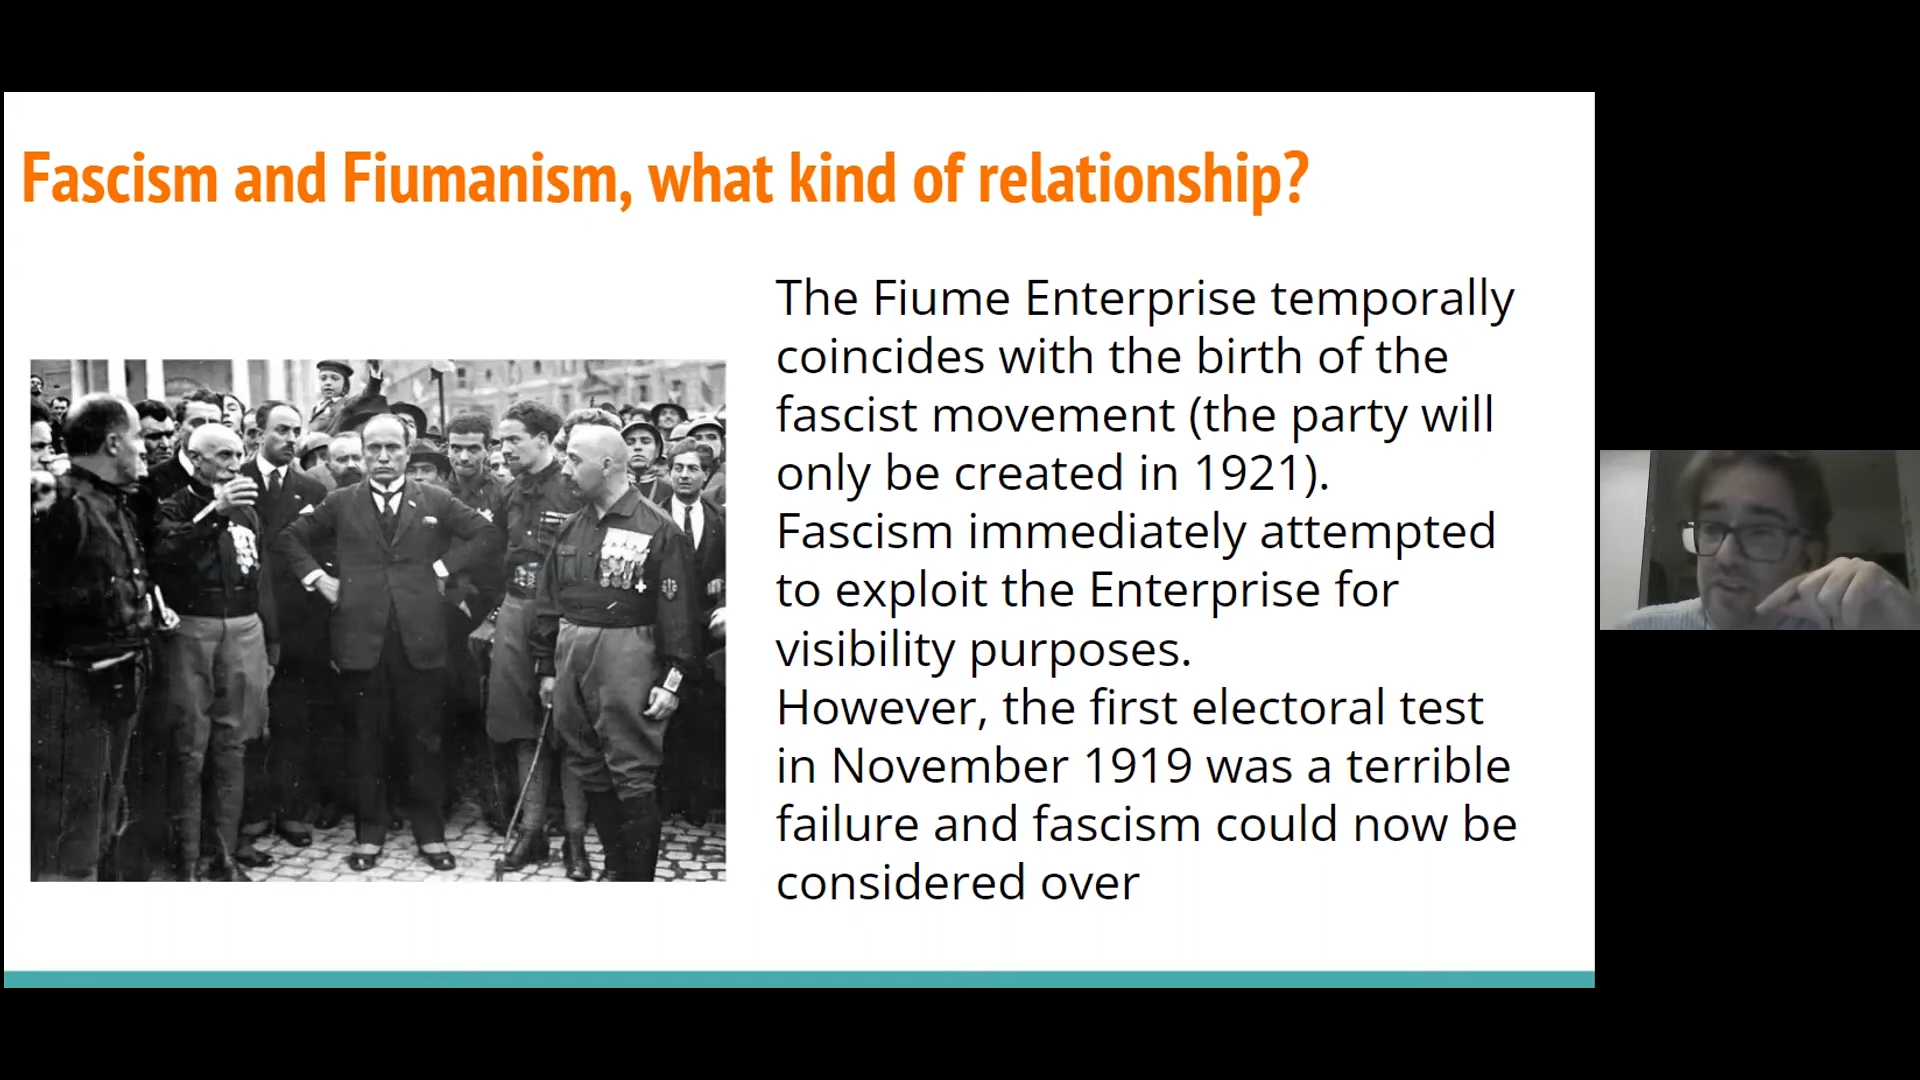 Fascism and Fiumanism, what kind of relationship?
The Fiume Enterprise temporally
coincides with the birth of the
fascist movement (the party will
only be created in 1921).
Fascism immediately attempted
to exploit the Enterprise for
visibility purposes.
However, the first electoral test
in November 1919 was a terrible
failure and fascism could now be
considered over